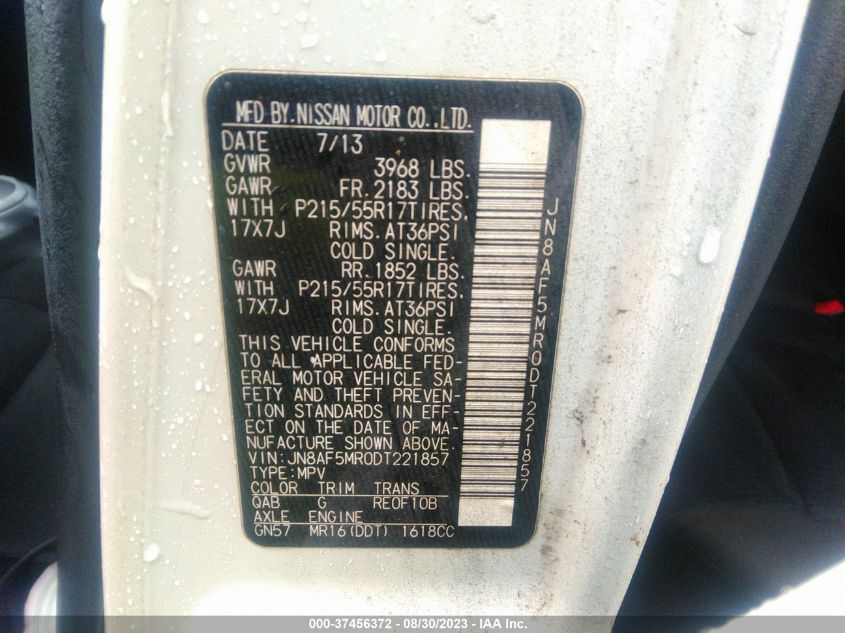 MFD BY.NISSAN MOTOR CO.,LTD.
DATE 7/13
GVWR 3968 LBS.
GAWR FR. 2183 LBS.
WITH P215/55R17TIRES,
17X7J RIMS. AT36PSI
COLD SINGLE.
GAWR RR. 1852 LBS.
WITH P215/55R17TIRES,
17X7J RIMS. AT36PSI
COLD SINGLE.
THIS VEHICLE CONFORMS
TO ALL APPLICABLE FED-
ERAL MOTOR VEHICLE SA-
FETY AND THEFT PREVEN-
TION STANDARDS IN EFF-
ECT ON THE DATE OF MA-
NUFACTURE SHOWN ABOVE.
VIN:JN8AF5MR0DT221857
TYPE:MPV
COLOR TRIM TRANS
QAB G RE0F10B
AXLE ENGINE
GN57 MR16(DDT) 1618CC
JN8AF5MR0DT221857
000-37456372 - 08/30/2023 - IAA Inc.